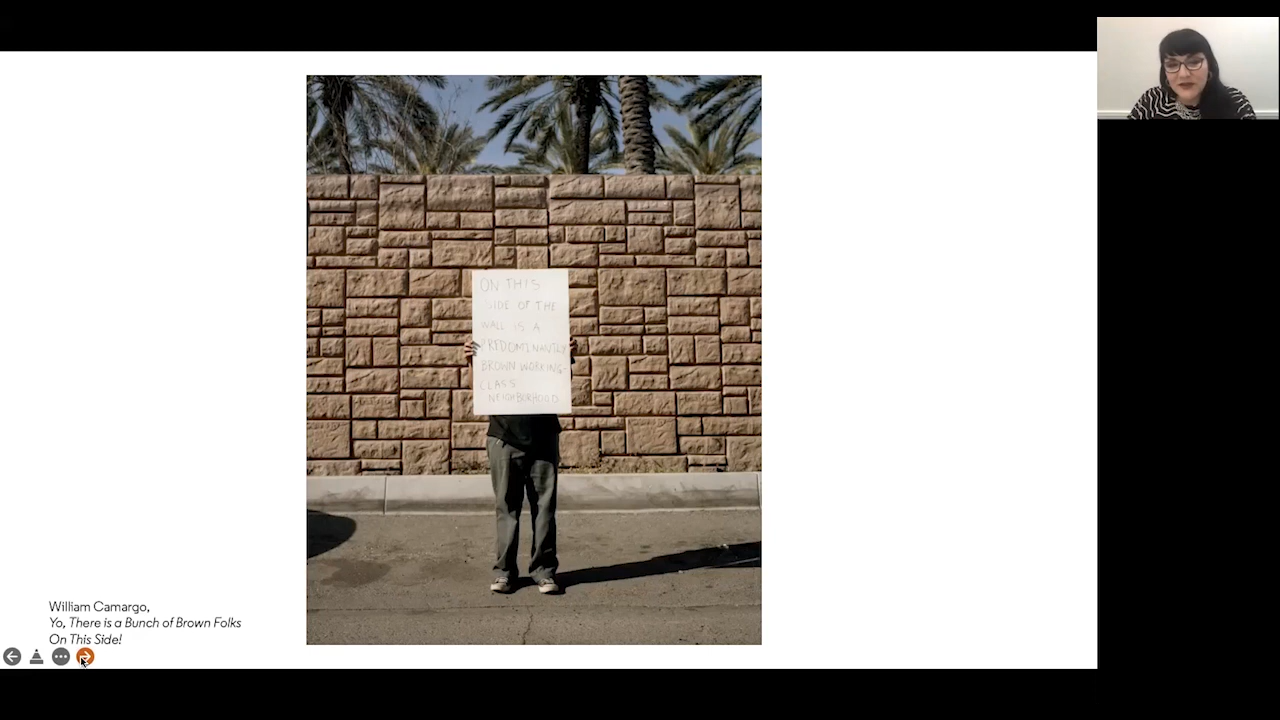 ON THIS
SIDE OF THE
WALL IS A
PREDOMINANTLY
BROWN WORKING-
CLASS
NEIGHBORHOOD
William Camargo,
Yo, There is a Bunch of Brown Folks
On This Side!